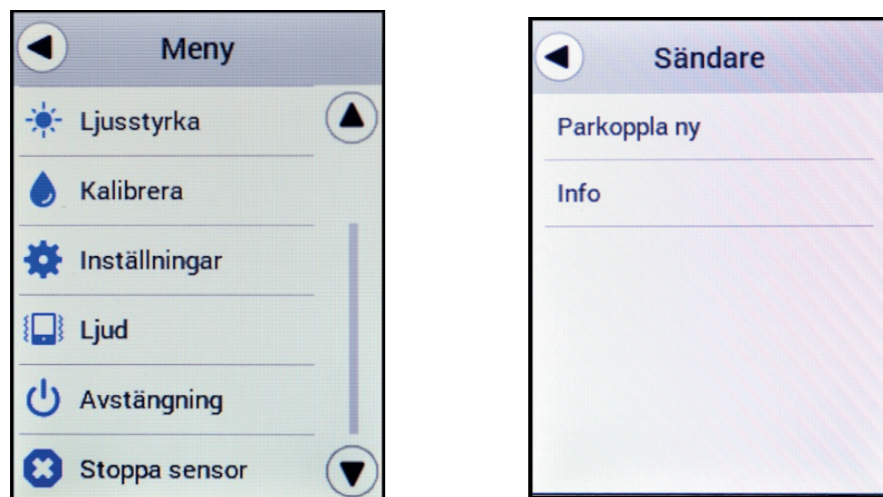 Meny
Ljusstyrka
Kalibrera
Inställningar
Ljud
Avstängning
Stoppa sensor
Sändare
Parkoppla ny
Info